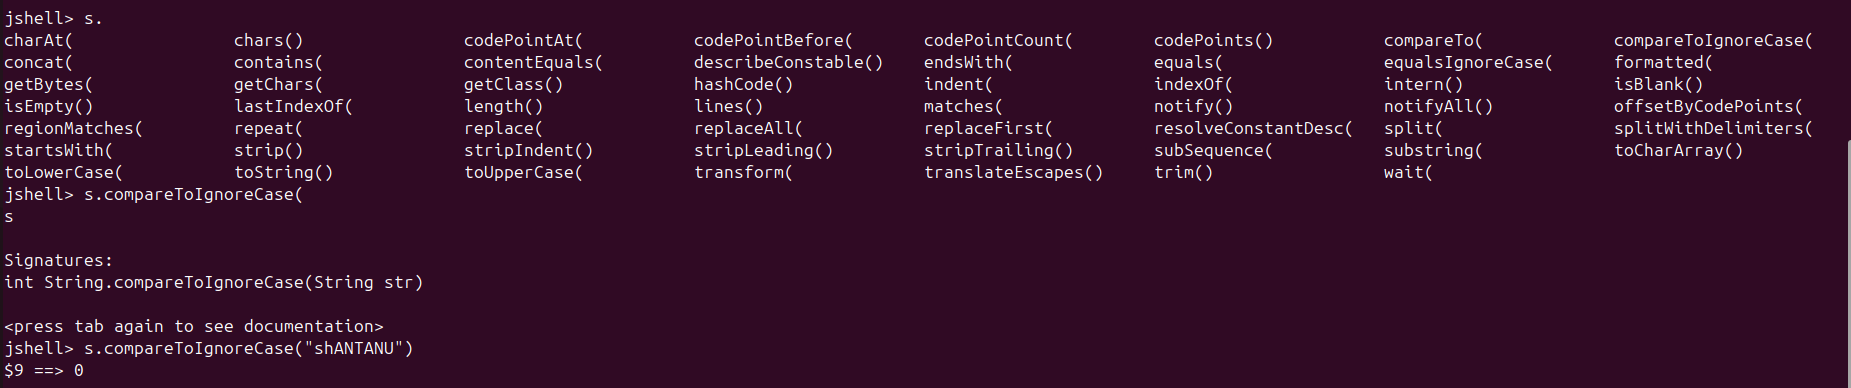 jshell> s.
charAt( chars() codePointAt( codePointBefore( codePointCount( codePoints() compareTo( compareToIgnoreCase(
concat( contains( contentEquals( describeConstable() endsWith( equals( equalsIgnoreCase( formatted(
getBytes( getChars( getClass() hashCode() indent( indexOf( intern() isBlank()
isEmpty() lastIndexOf( length() lines() matches( notify() notifyAll() offsetByCodePoints(
regionMatches( repeat( replace( replaceAll( replaceFirst( resolveConstantDesc( split( splitWithDelimiters(
startsWith( strip() stripIndent() stripLeading() stripTrailing() subSequence( substring( toCharArray()
toLowerCase( toString() toUpperCase( transform( translateEscapes() trim() wait(
jshell> s.compareToIgnoreCase(
s
Signatures:
int String.compareToIgnoreCase(String str)
<press tab again to see documentation>
jshell> s.compareToIgnoreCase("shANTANU")
$9 ==> 0